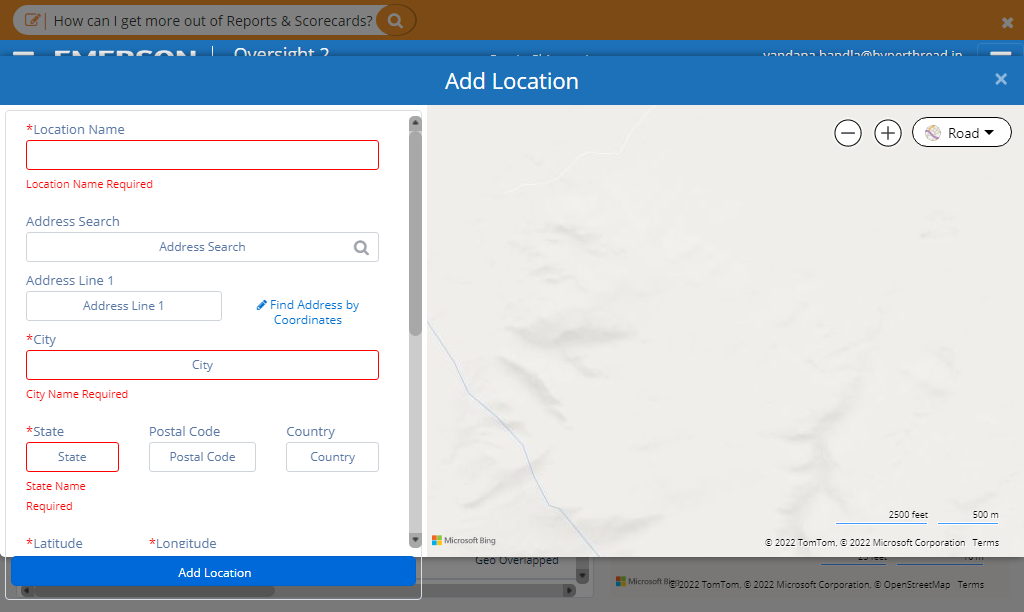 How can I get more out of Reports & Scorecards?
EMERSON Oversight 2 vandana.bandla@hyperthread.in
Add Location
*Location Name
Location Name Required
Address Search
Address Search
Address Line 1
Address Line 1
Find Address by
Coordinates
*City
City
City Name Required
*State Postal Code Country
State Postal Code Country
State Name
Required
*Latitude *Longitude
Add Location
Road
2500 feet 500 m
Microsoft Bing
© 2022 TomTom, © 2022 Microsoft Corporation Terms
Geo Overlapped
Microsoft Bi
© 2022 TomTom, © 2022 Microsoft Corporation, © OpenStreetMap Terms